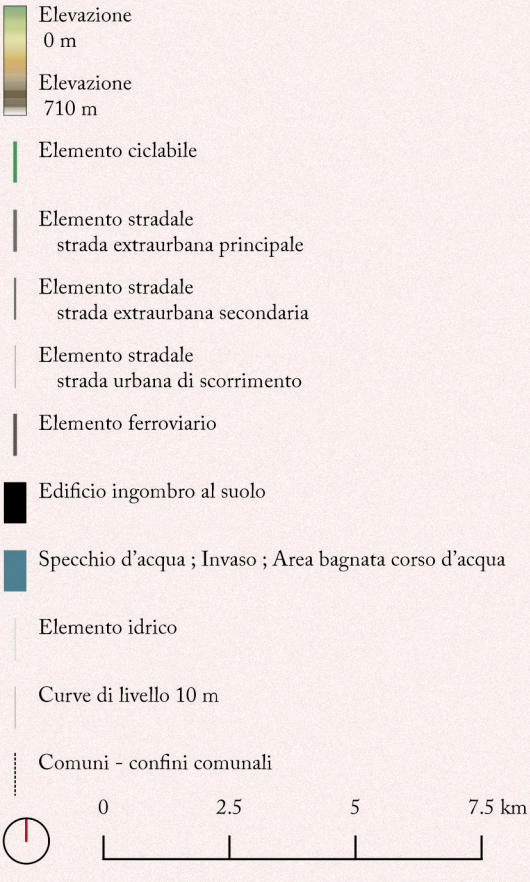 Elevazione
0 m
Elevazione
710 m
Elemento ciclabile
Elemento stradale
strada extraurbana principale
Elemento stradale
strada extraurbana secondaria
Elemento stradale
strada urbana di scorrimento
Elemento ferroviario
Edificio ingombro al suolo
Specchio d'acqua ; Invaso ; Area bagnata corso d'acqua
Elemento idrico
Curve di livello 10 m
Comuni - confini comunali
0 2.5 5 7.5 km